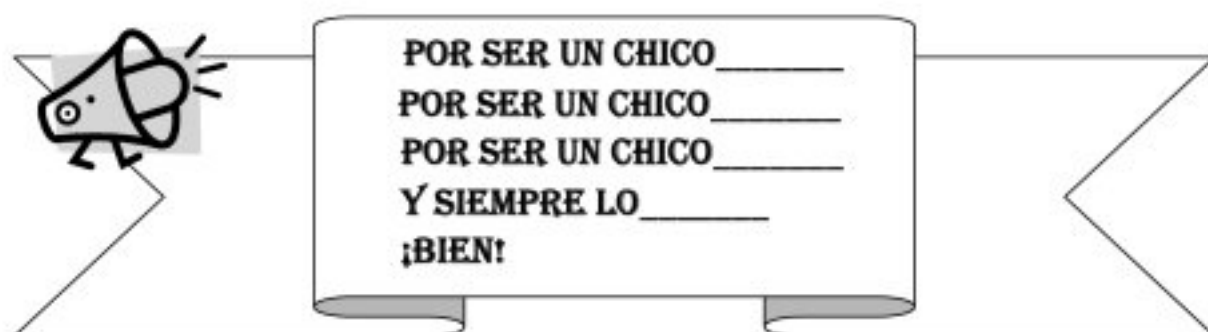 POR SER UN CHICO_______
POR SER UN CHICO_______
POR SER UN CHICO_______
Y SIEMPRE LO_______
¡BIEN!